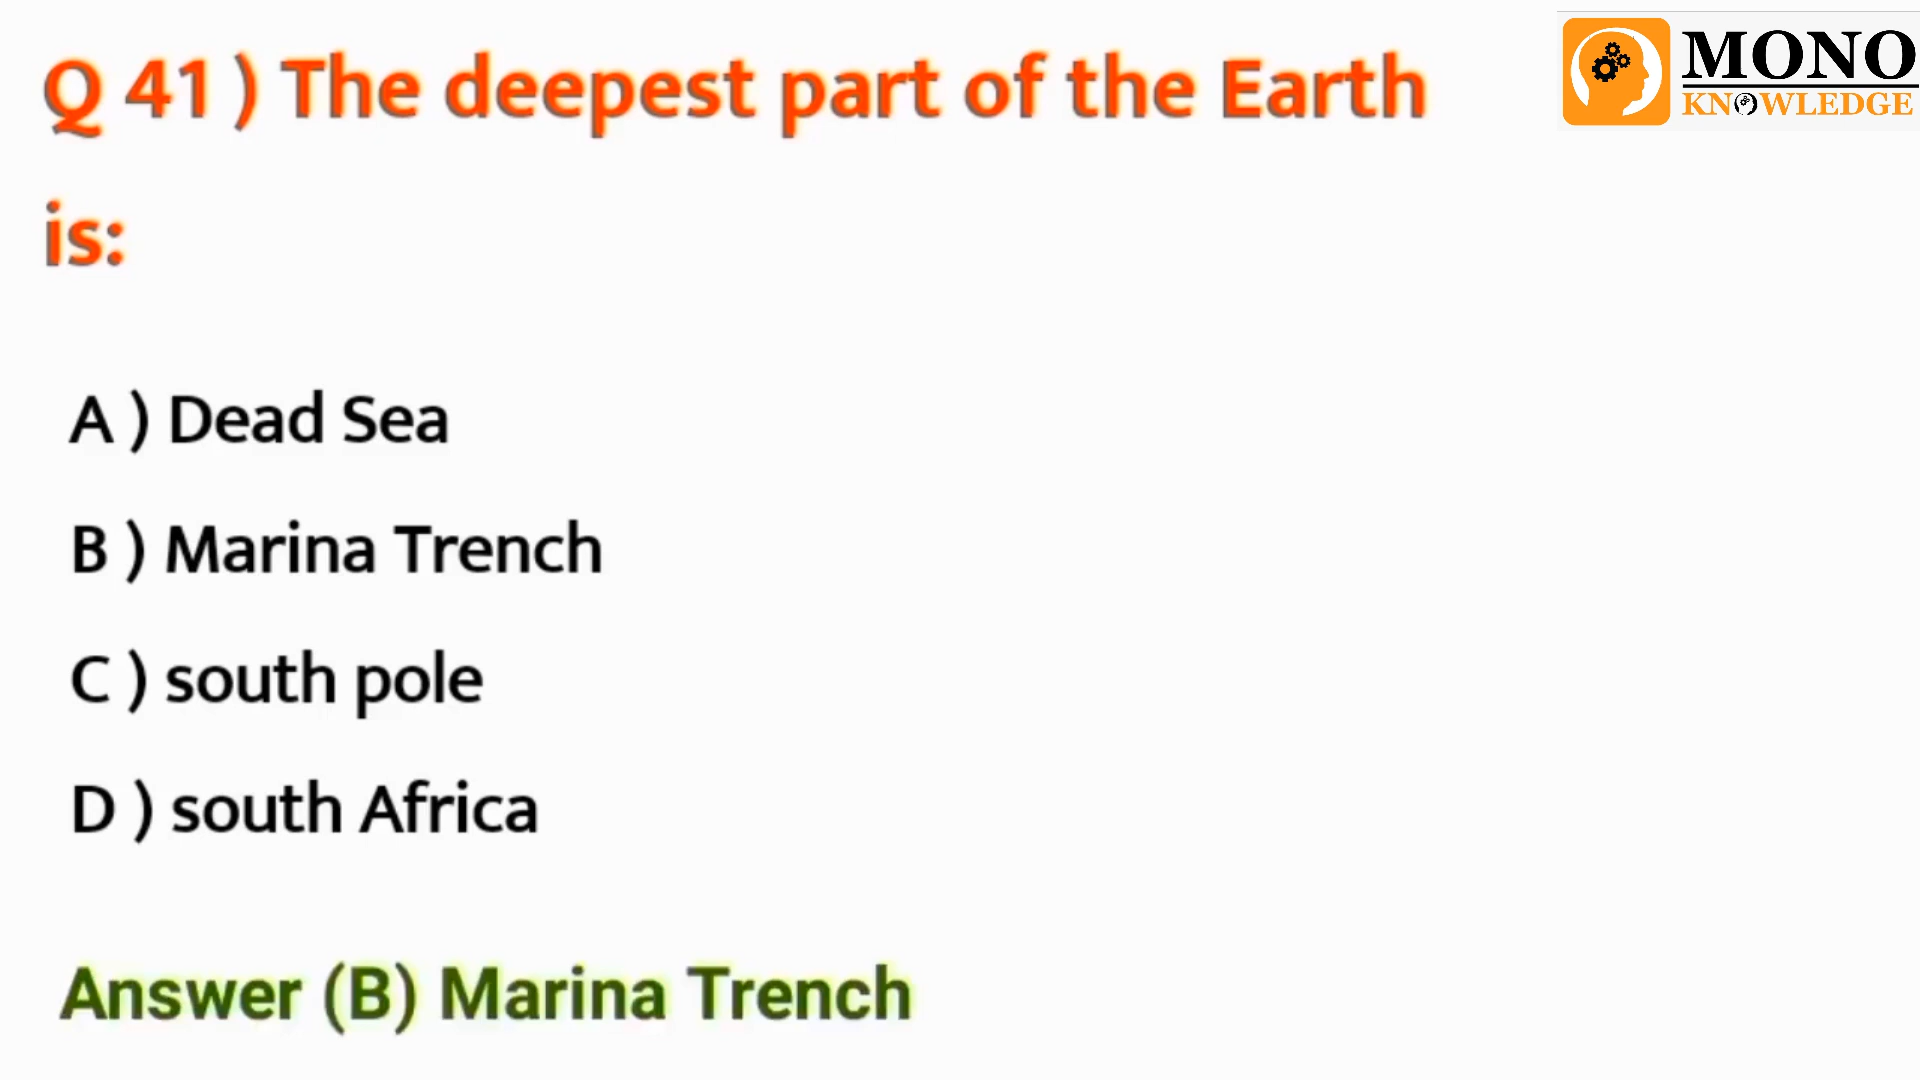 Q 41 ) The deepest part of the Earth
is:
MONO
KNOWLEDGE
A ) Dead Sea
B ) Marina Trench
C ) south pole
D ) south Africa
Answer (B) Marina Trench